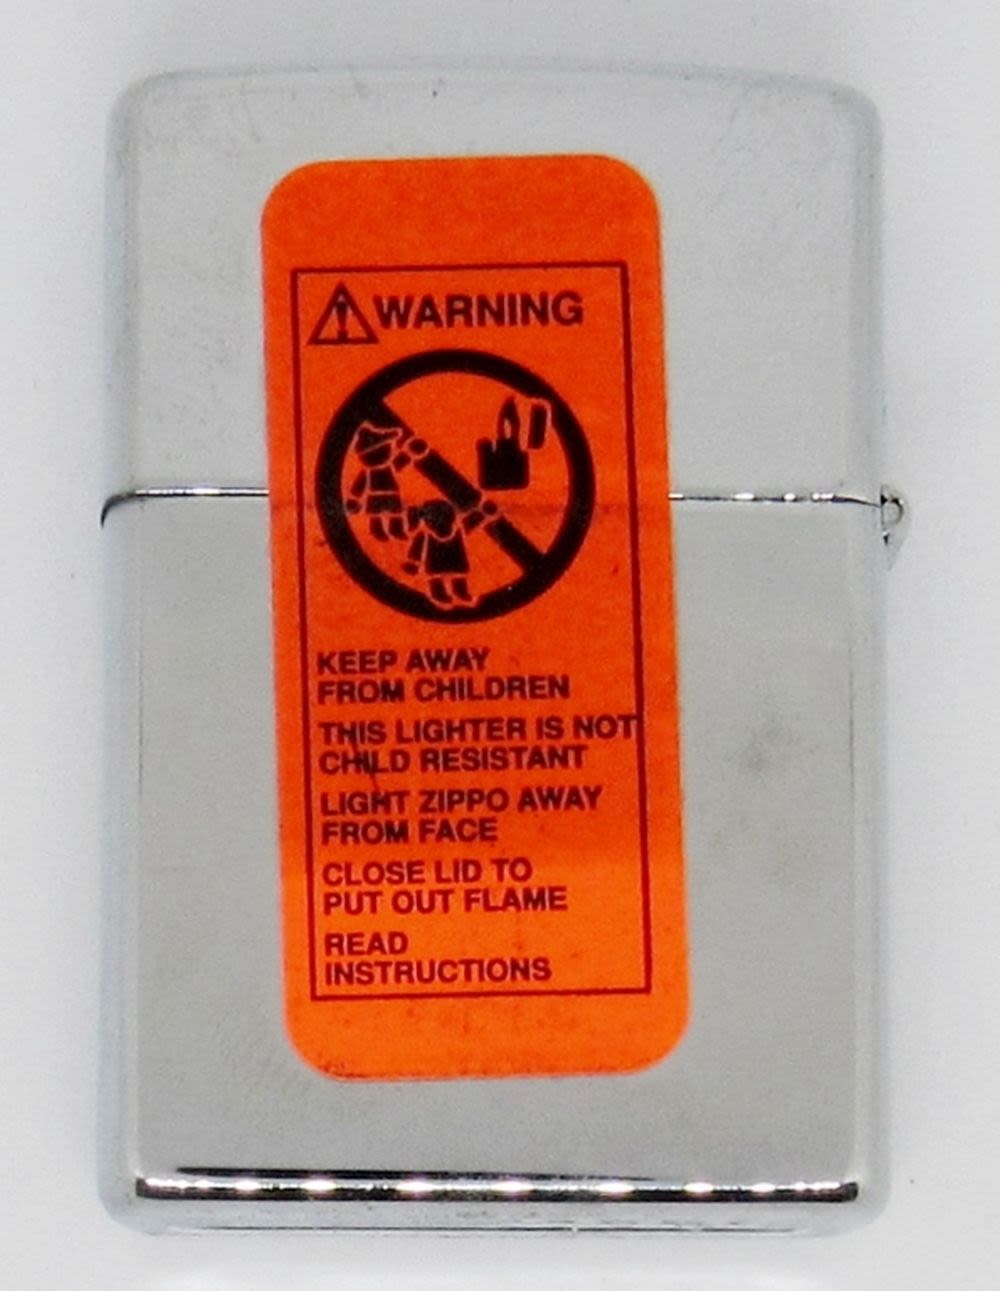 WARNING
KEEP AWAY
FROM CHILDREN
THIS LIGHTER IS NOT
CHILD RESISTANT
LIGHT ZIPPO AWAY
FROM FACE
CLOSE LID TO
PUT OUT FLAME
READ
INSTRUCTIONS